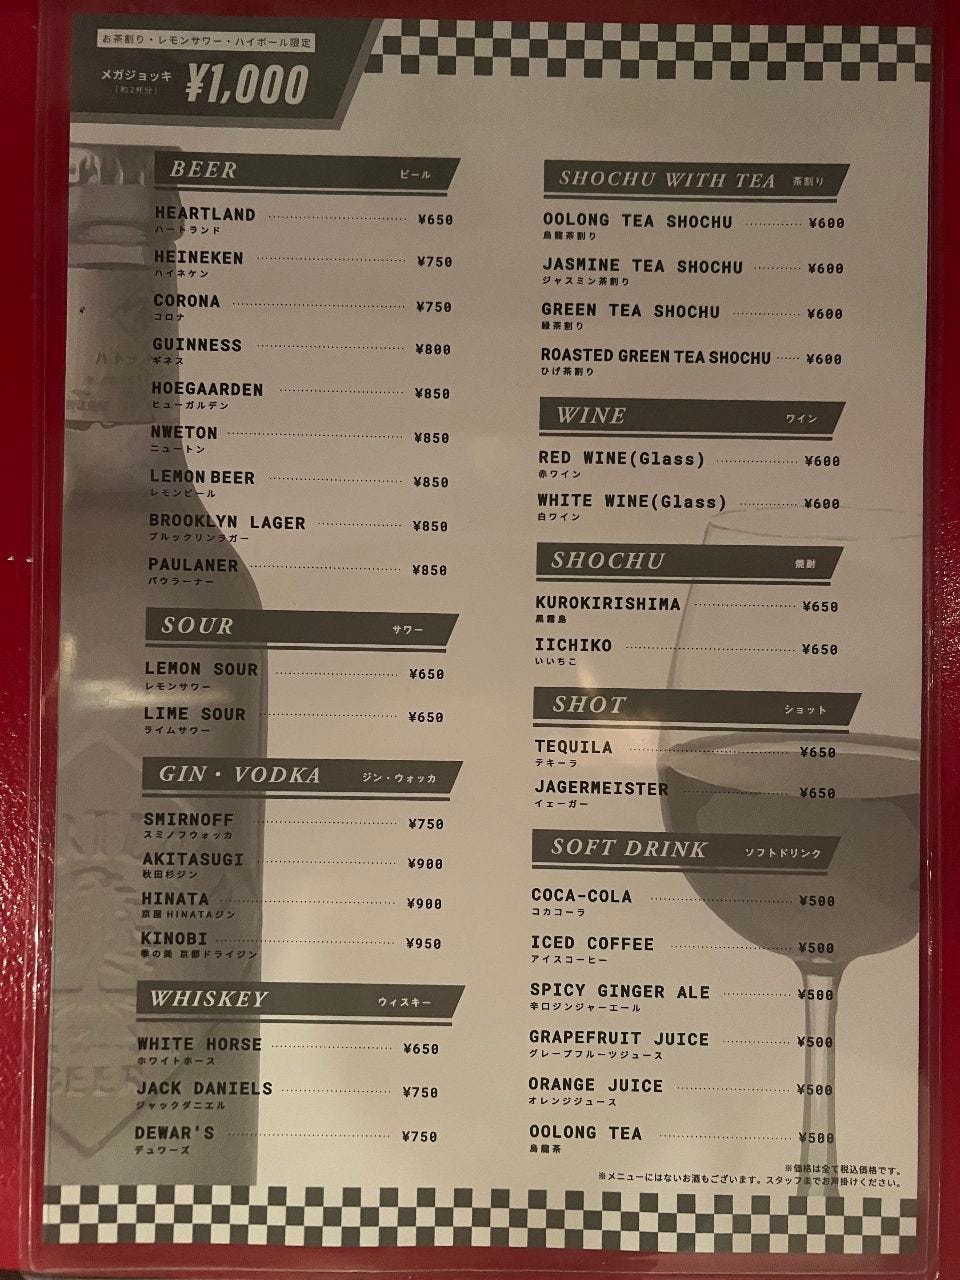 お茶割り・レモンサワー・ハイボール限定
メガジョッキ ¥1,000
(約2杯分)
BEER ビール
HEARTLAND ¥650
ハートランド
HEINEKEN ¥750
ハイネケン
CORONA ¥750
コロナ
GUINNESS ¥800
ギネス
HOEGAARDEN ¥850
ヒューガルデン
NWETON ¥850
ニュートン
LEMON BEER ¥850
レモンビール
BROOKLYN LAGER ¥850
ブルックリンラガー
PAULANER ¥850
パウラーナー
SOUR サワー
LEMON SOUR ¥650
レモンサワー
LIME SOUR ¥650
ライムサワー
GIN・VODKA ジン・ウォッカ
SMIRNOFF ¥750
スミノフウォッカ
AKITASUGI ¥900
秋田杉ジン
HINATA ¥900
京屋HINATAジン
KINOBI ¥950
季の美 京都ドライジン
WHISKEY ウィスキー
WHITE HORSE ¥650
ホワイトホース
JACK DANIELS ¥750
ジャックダニエル
DEWAR'S ¥750
デュワーズ
SHOCHU WITH TEA 茶割り
OOLONG TEA SHOCHU ¥600
烏龍茶割り
JASMINE TEA SHOCHU ¥600
ジャスミン茶割り
GREEN TEA SHOCHU ¥600
緑茶割り
ROASTED GREEN TEA SHOCHU ¥600
ひげ茶割り
WINE ワイン
RED WINE(Glass) ¥600
赤ワイン
WHITE WINE(Glass) ¥600
白ワイン
SHOCHU 焼酎
KUROKIRISHIMA ¥650
黒霧島
IICHIKO ¥650
いいちこ
SHOT ショット
TEQUILA ¥650
テキーラ
JAGERMEISTER ¥650
イェーガー
SOFT DRINK ソフトドリンク
COCA-COLA ¥500
コカコーラ
ICED COFFEE ¥500
アイスコーヒー
SPICY GINGER ALE ¥500
辛口ジンジャーエール
GRAPEFRUIT JUICE ¥500
グレープフルーツジュース
ORANGE JUICE ¥500
オレンジジュース
OOLONG TEA ¥500
烏龍茶
※価格は全て税込価格です。
※メニューにはないお酒もございます。スタッフまでお声掛けください。